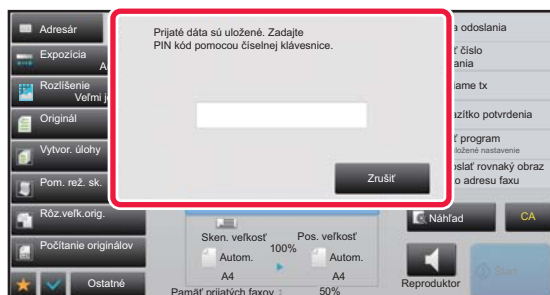 Adresár
Expozícia
A
Rozlíšenie
Veľmi j
Originál
Vytvor. úlohy
Pom. rež. sk.
Rôz.veľk.orig.
Počítanie originálov
Ostatné
Prijaté dáta sú uložené. Zadajte
PIN kód pomocou číselnej klávesnice.
Zrušiť
Sken. veľkosť
Pos. veľkosť
100%
Autom.
Autom.
A4
A4
Pamäť prijatých faxov :
50%
a odoslania
ť číslo
ania
iame tx
azítko potvrdenia
ť program
uložené nastavenie
oslať rovnaký obraz
o adresu faxu
Náhľad
CA
Reproduktor
Štart